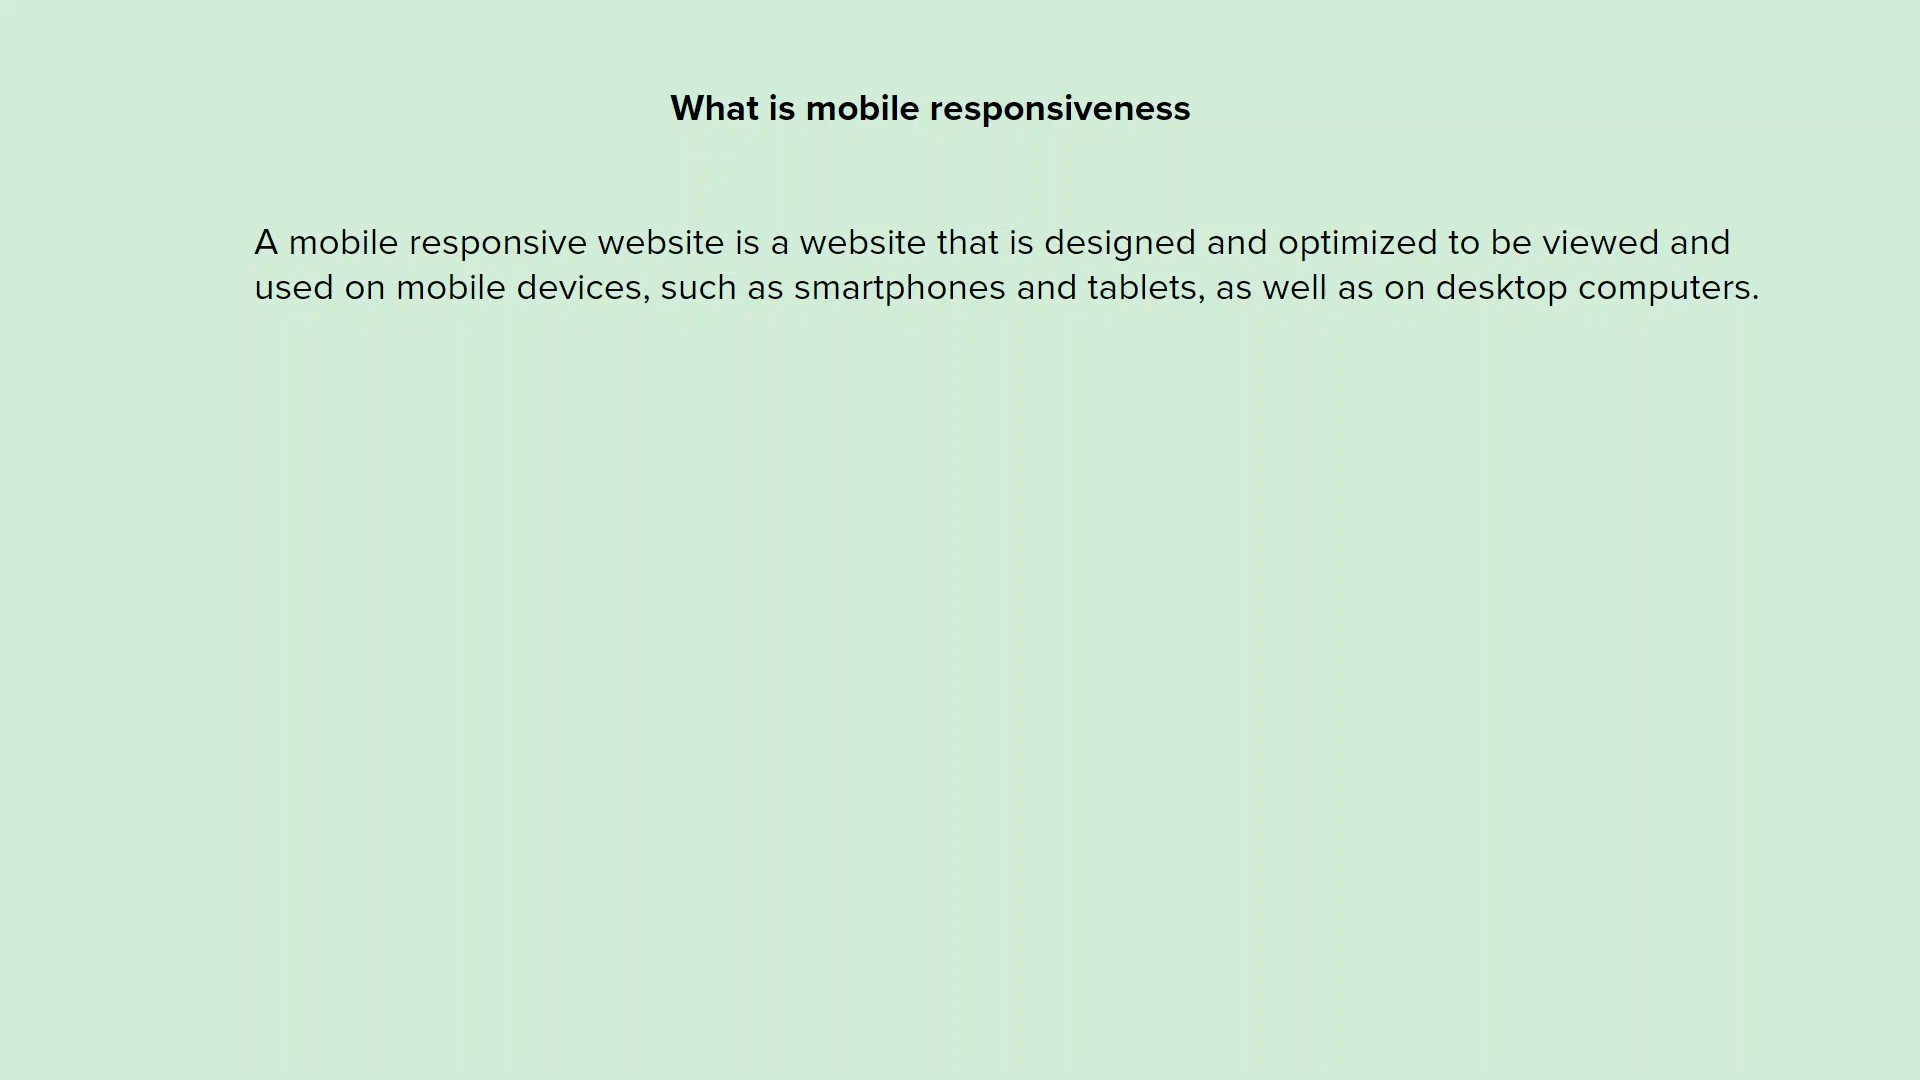 What is mobile responsiveness
A mobile responsive website is a website that is designed and optimized to be viewed and
used on mobile devices, such as smartphones and tablets, as well as on desktop computers.